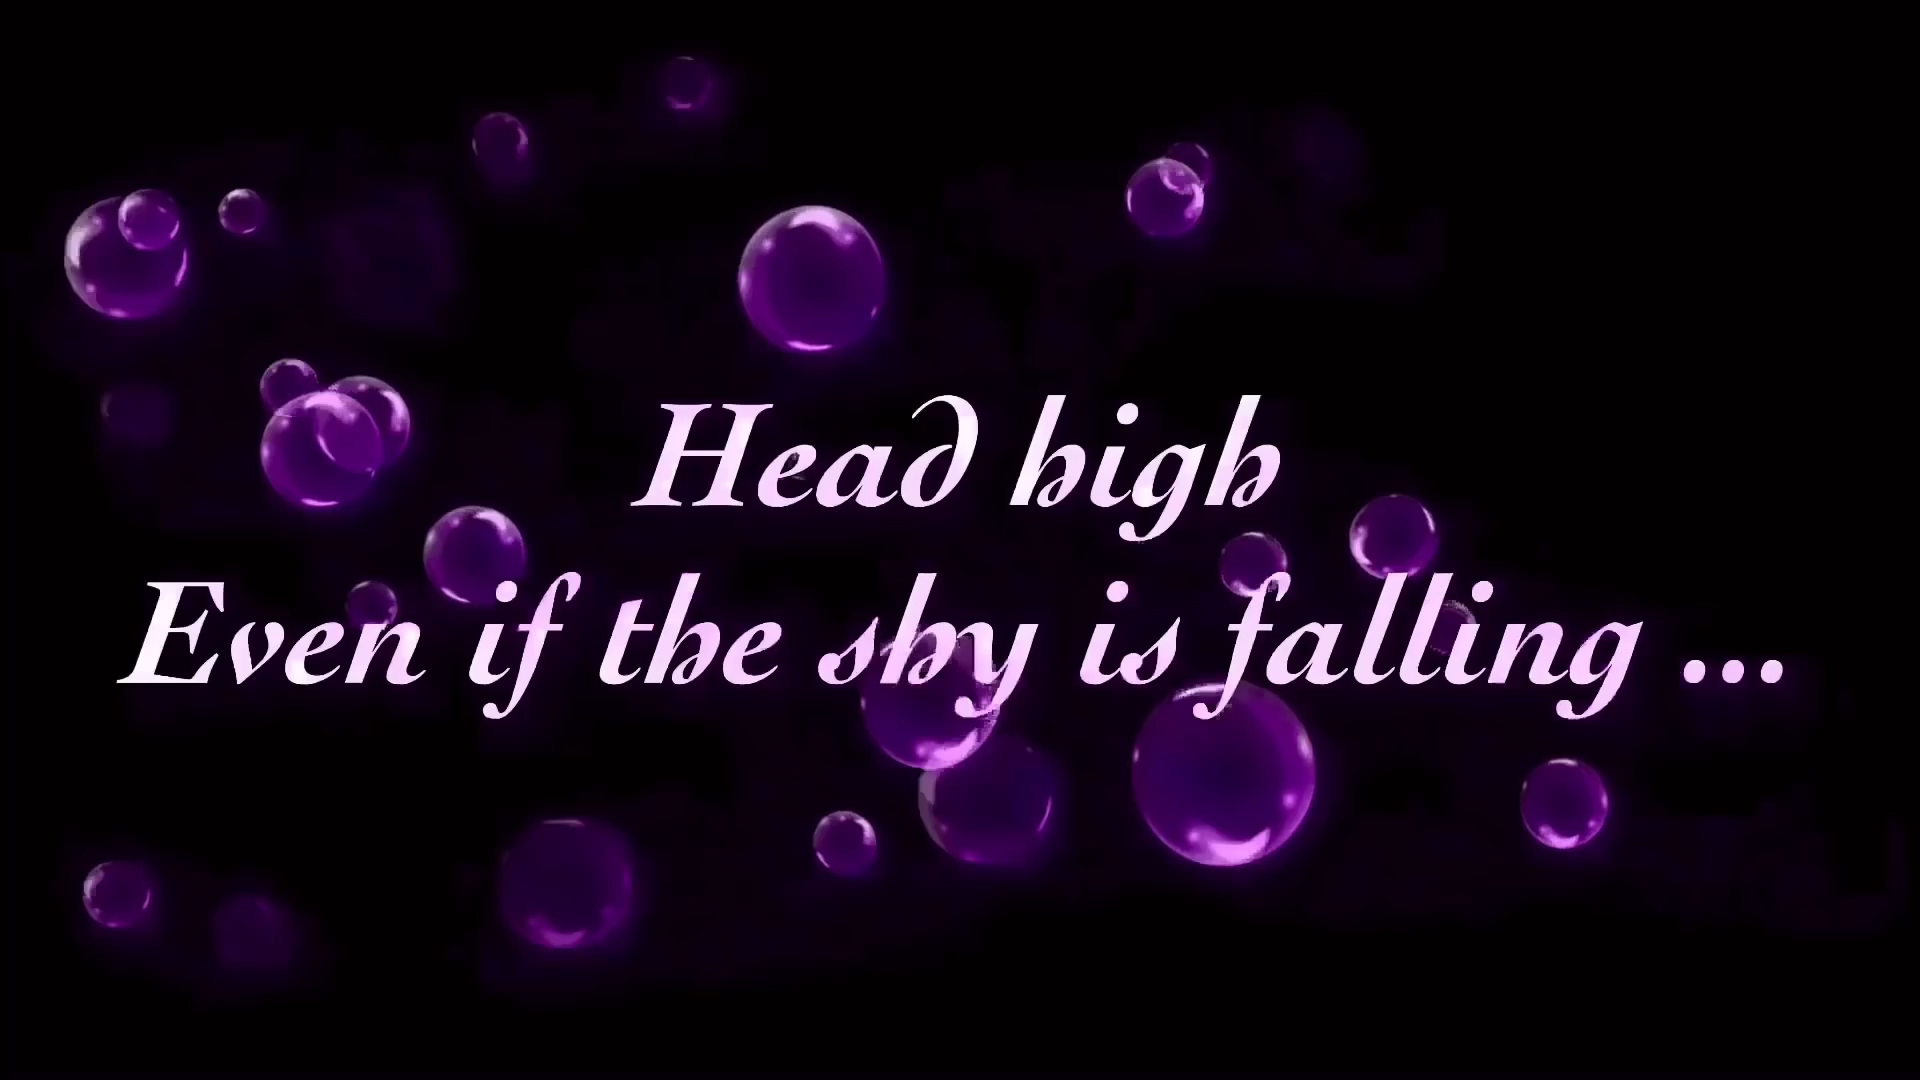 Head high
Even if the sky is falling ...